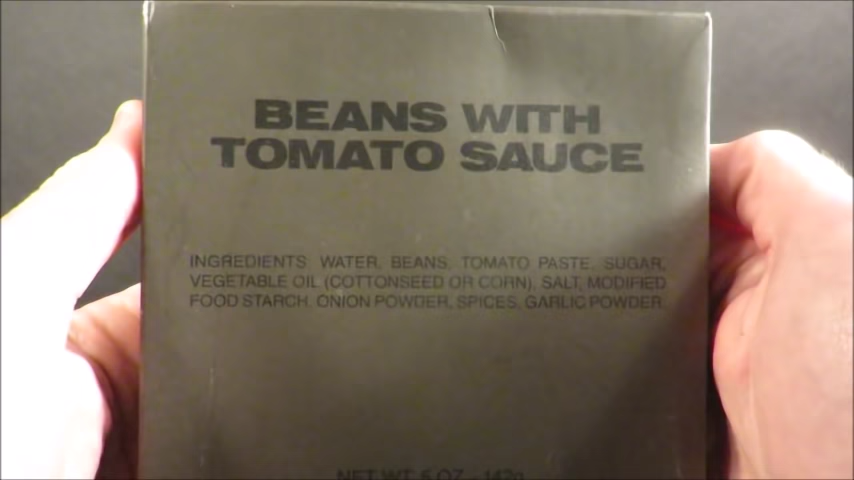 BEANS WITH
TOMATO SAUCE
INGREDIENTS: WATER, BEANS, TOMATO PASTE, SUGAR,
VEGETABLE OIL (COTTONSEED OR CORN), SALT, MODIFIED
FOOD STARCH, ONION POWDER, SPICES, GARLIC POWDER.
NET WT. 5 OZ - 142g